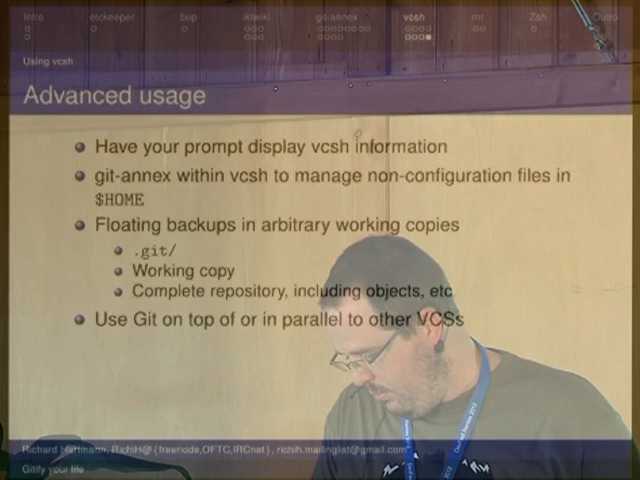 Intro etckeeper bup ikiwiki git-annex vcsh mr Zsh Outro
Using vcsh
Advanced usage
Have your prompt display vcsh information
git-annex within vcsh to manage non-configuration files in
$HOME
Floating backups in arbitrary working copies
.git/
Working copy
Complete repository, including objects, etc
Use Git on top of or in parallel to other VCSs
Richard Hartmann, RichiH@{freenode,OFTC,IRCnet}, richih.mailinglist@gmail.com
Gitify your life